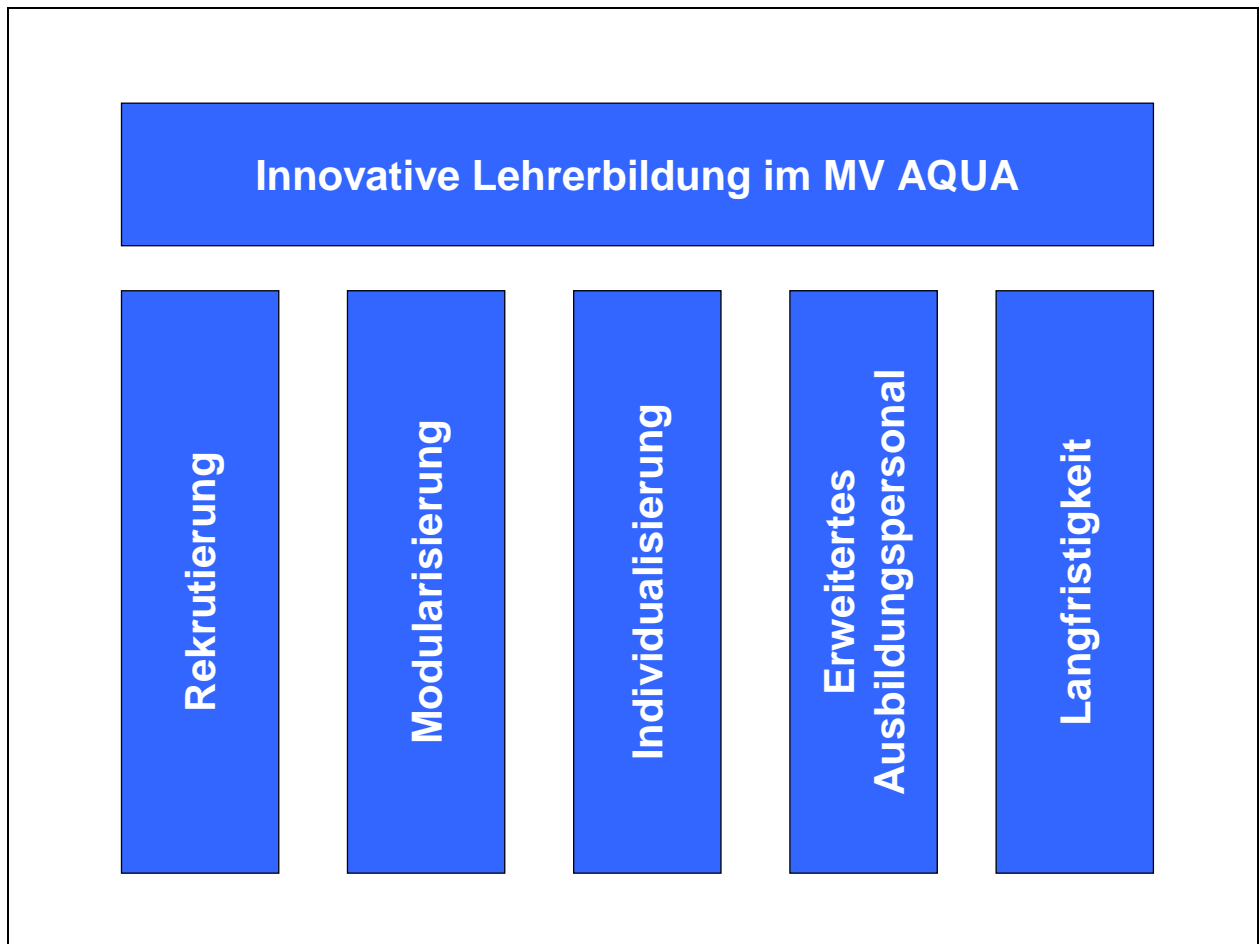 Innovative Lehrerbildung im MV AQUA
Rekrutierung
Modularisierung
Individualisierung
Erweitertes
Ausbildungspersonal
Langfristigkeit